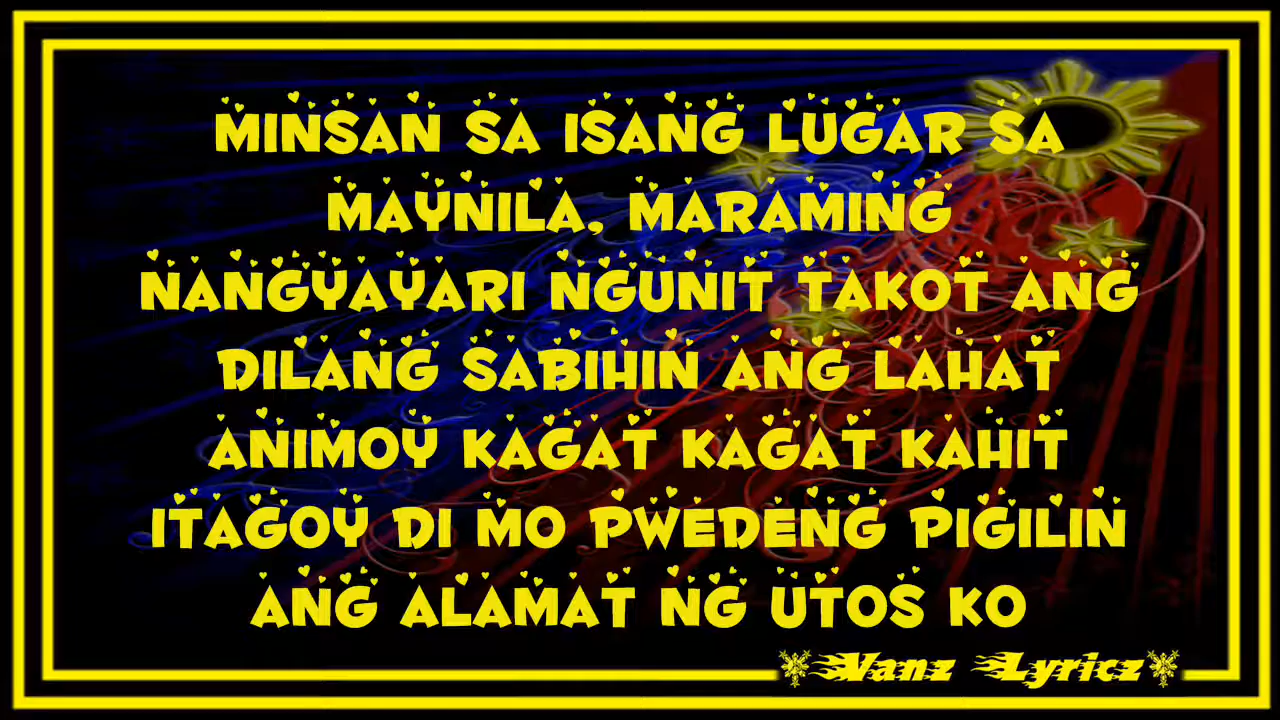 MINSAN SA ISANG LUGAR SA
MAYNILA, MARAMING
NANGYAYARI NGUNIT TAKOT ANG
DILANG SABIHIN ANG LAHAT
ANIMOY KAGAT KAGAT KAHIT
ITAGOY DI MO PWEDENG PIGILIN
ANG ALAMAT NG UTOS KO
Vanz Lyricz